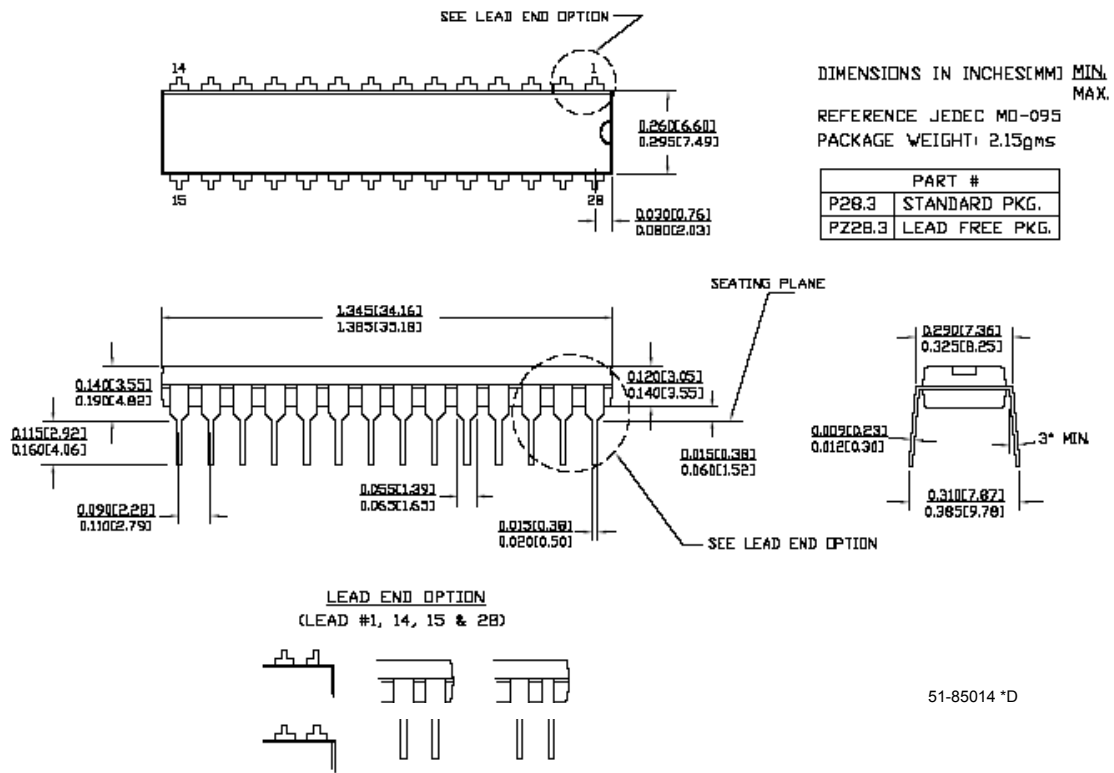 SEE LEAD END OPTION
14
1
DIMENSIONS IN INCHES[MM] MIN.
MAX.
REFERENCE JEDEC MO-095
PACKAGE WEIGHT: 2.15gms
0.260[6.60]
0.295[7.49]
PART #
P28.3 STANDARD PKG.
PZ28.3 LEAD FREE PKG.
15
28
0.030[0.76]
0.080[2.03]
SEATING PLANE
1.345[34.16]
1.385[35.18]
0.290[7.36]
0.325[8.25]
0.140[3.55]
0.190[4.82]
0.120[3.05]
0.140[3.55]
0.115[2.92]
0.160[4.06]
0.015[0.38]
0.060[1.52]
0.009[0.23]
0.012[0.30]
3° MIN.
0.055[1.39]
0.065[1.65]
0.090[2.28]
0.110[2.79]
0.015[0.38]
0.020[0.50]
0.310[7.87]
0.385[9.78]
SEE LEAD END OPTION
LEAD END OPTION
(LEAD #1, 14, 15 & 28)
51-85014 *D